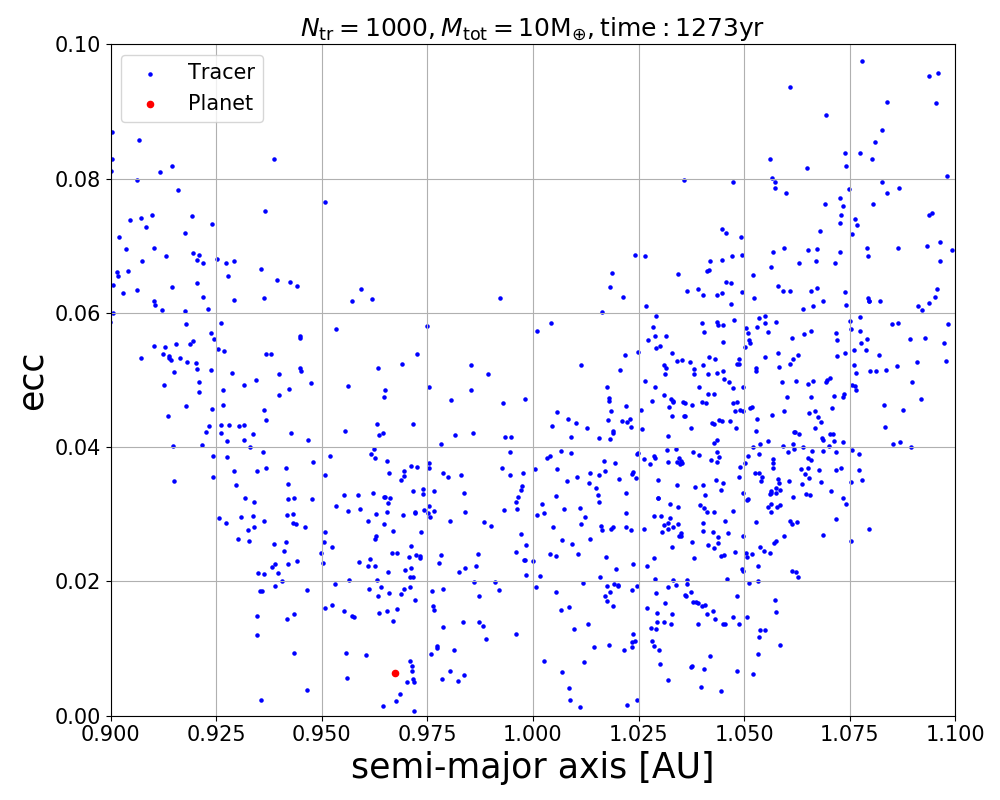 N_tr = 1000, M_tot = 10M_⊕, time : 1273yr
0.10
Tracer
Planet
0.08
0.06
0.04
0.02
0.00
ecc
0.900 0.925 0.950 0.975 1.000 1.025 1.050 1.075 1.100
semi-major axis [AU]